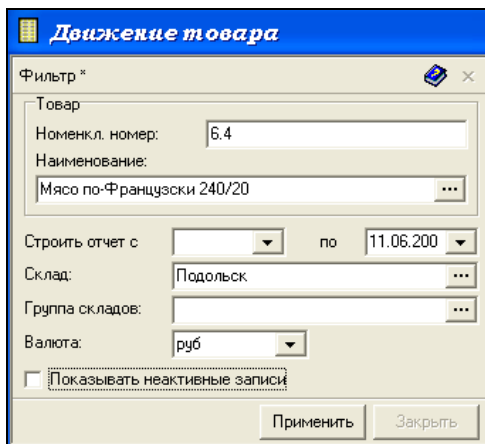 Движение товара
Фильтр *
Товар
Номенкл. номер: 6.4
Наименование:
Мясо по-Французски 240/20 ...
Строить отчет с по 11.06.200
Склад: Подольск ...
Группа складов: ...
Валюта: руб
Показывать неактивные записи
Применить Закрыть